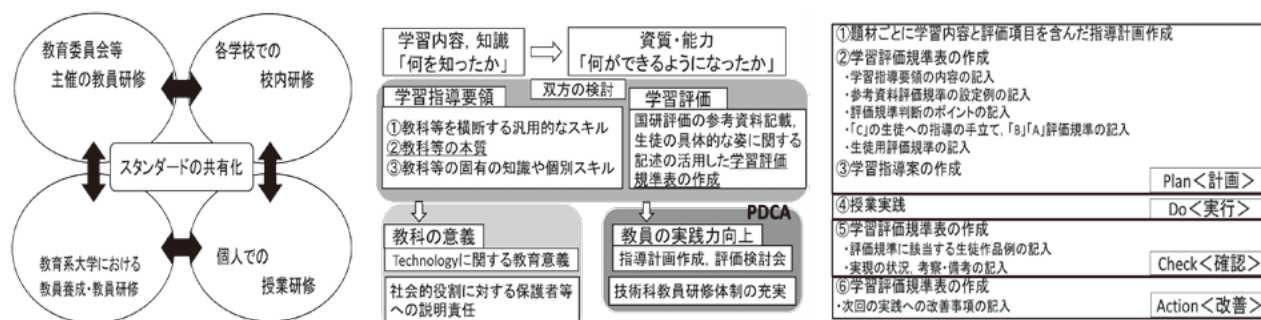 教育委員会等
主催の教員研修
各学校での
校内研修
スタンダードの共有化
教育系大学における
教員養成・教員研修
個人での
授業研修
学習内容, 知識
「何を知ったか」
資質・能力
「何ができるようになったか」
双方の検討
学習指導要領
①教科等を横断する汎用的なスキル
②教科等の本質
③教科等の固有の知識や個別スキル
学習評価
国研評価の参考資料記載,
生徒の具体的な姿に関する
記述の活用した学習評価
規準表の作成
PDCA
教科の意義
Technologyに関する教育意義
社会的役割に対する保護者等
への説明責任
教員の実践力向上
指導計画作成, 評価検討会
技術科教員研修体制の充実
①題材ごとに学習内容と評価項目を含んだ指導計画作成
②学習評価規準表の作成
・学習指導要領の内容の記入
・参考資料評価規準の設定例の記入
・評価規準判断のポイントの記入
・「C」の生徒への指導の手立て, 「B」「A」評価規準の記入
・生徒用評価規準の記入
③学習指導案の作成
Plan<計画>
④授業実践
Do<実行>
⑤学習評価規準表の作成
・評価規準に該当する生徒作品例の記入
・実現の状況, 考察・備考の記入
Check<確認>
⑥学習評価規準表の作成
・次回の実践への改善事項の記入
Action<改善>